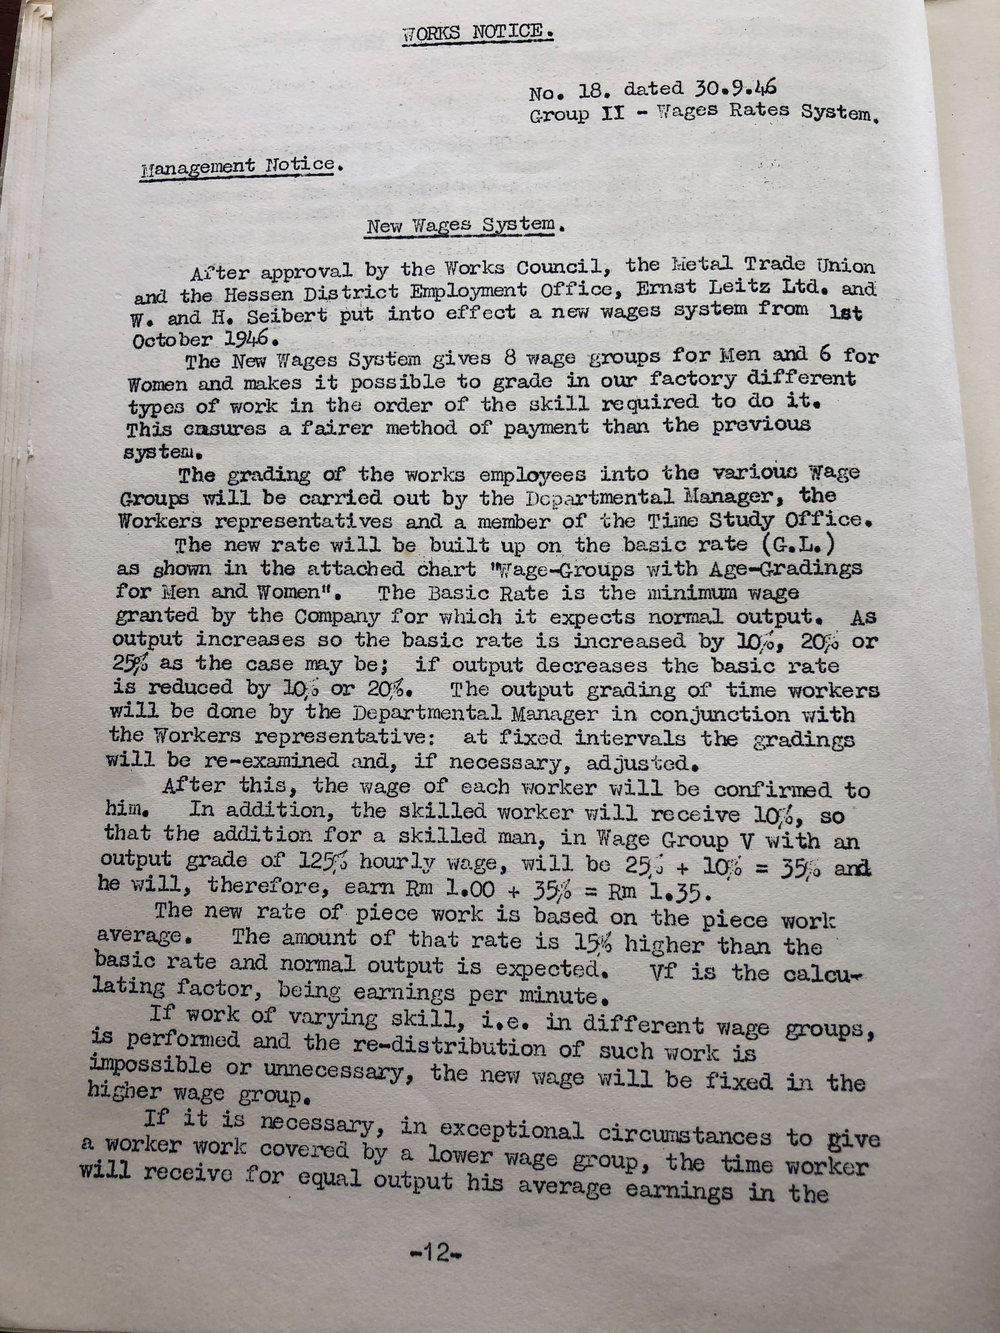 WORKS NOTICE.
No. 18. dated 30.9.46
Group II - Wages Rates System.
Management Notice.
New Wages System.
After approval by the Works Council, the Metal Trade Union
and the Hessen District Employment Office, Ernst Leitz Ltd. and
W. and H. Seibert put into effect a new wages system from 1st
October 1946.
The New Wages System gives 8 wage groups for Men and 6 for
Women and makes it possible to grade in our factory different
types of work in the order of the skill required to do it.
This ensures a fairer method of payment than the previous
system.
The grading of the works employees into the various Wage
Groups will be carried out by the Departmental Manager, the
Workers representatives and a member of the Time Study Office.
The new rate will be built up on the basic rate (G.L.)
as shown in the attached chart "Wage-Groups with Age-Gradings
for Men and Women". The Basic Rate is the minimum wage
granted by the Company for which it expects normal output. As
output increases so the basic rate is increased by 10%, 20% or
25% as the case may be; if output decreases the basic rate
is reduced by 10% or 20%. The output grading of time workers
will be done by the Departmental Manager in conjunction with
the Workers representative: at fixed intervals the gradings
will be re-examined and, if necessary, adjusted.
After this, the wage of each worker will be confirmed to
him. In addition, the skilled worker will receive 10%, so
that the addition for a skilled man, in Wage Group V with an
output grade of 125% hourly wage, will be 25% + 10% = 35% and
he will, therefore, earn Rm 1.00 + 35% = Rm 1.35.
The new rate of piece work is based on the piece work
average. The amount of that rate is 15% higher than the
basic rate and normal output is expected. Vf is the calcu-
lating factor, being earnings per minute.
If work of varying skill, i.e. in different wage groups,
is performed and the re-distribution of such work is
impossible or unnecessary, the new wage will be fixed in the
higher wage group.
If it is necessary, in exceptional circumstances to give
a worker work covered by a lower wage group, the time worker
will receive for equal output his average earnings in the
-12-